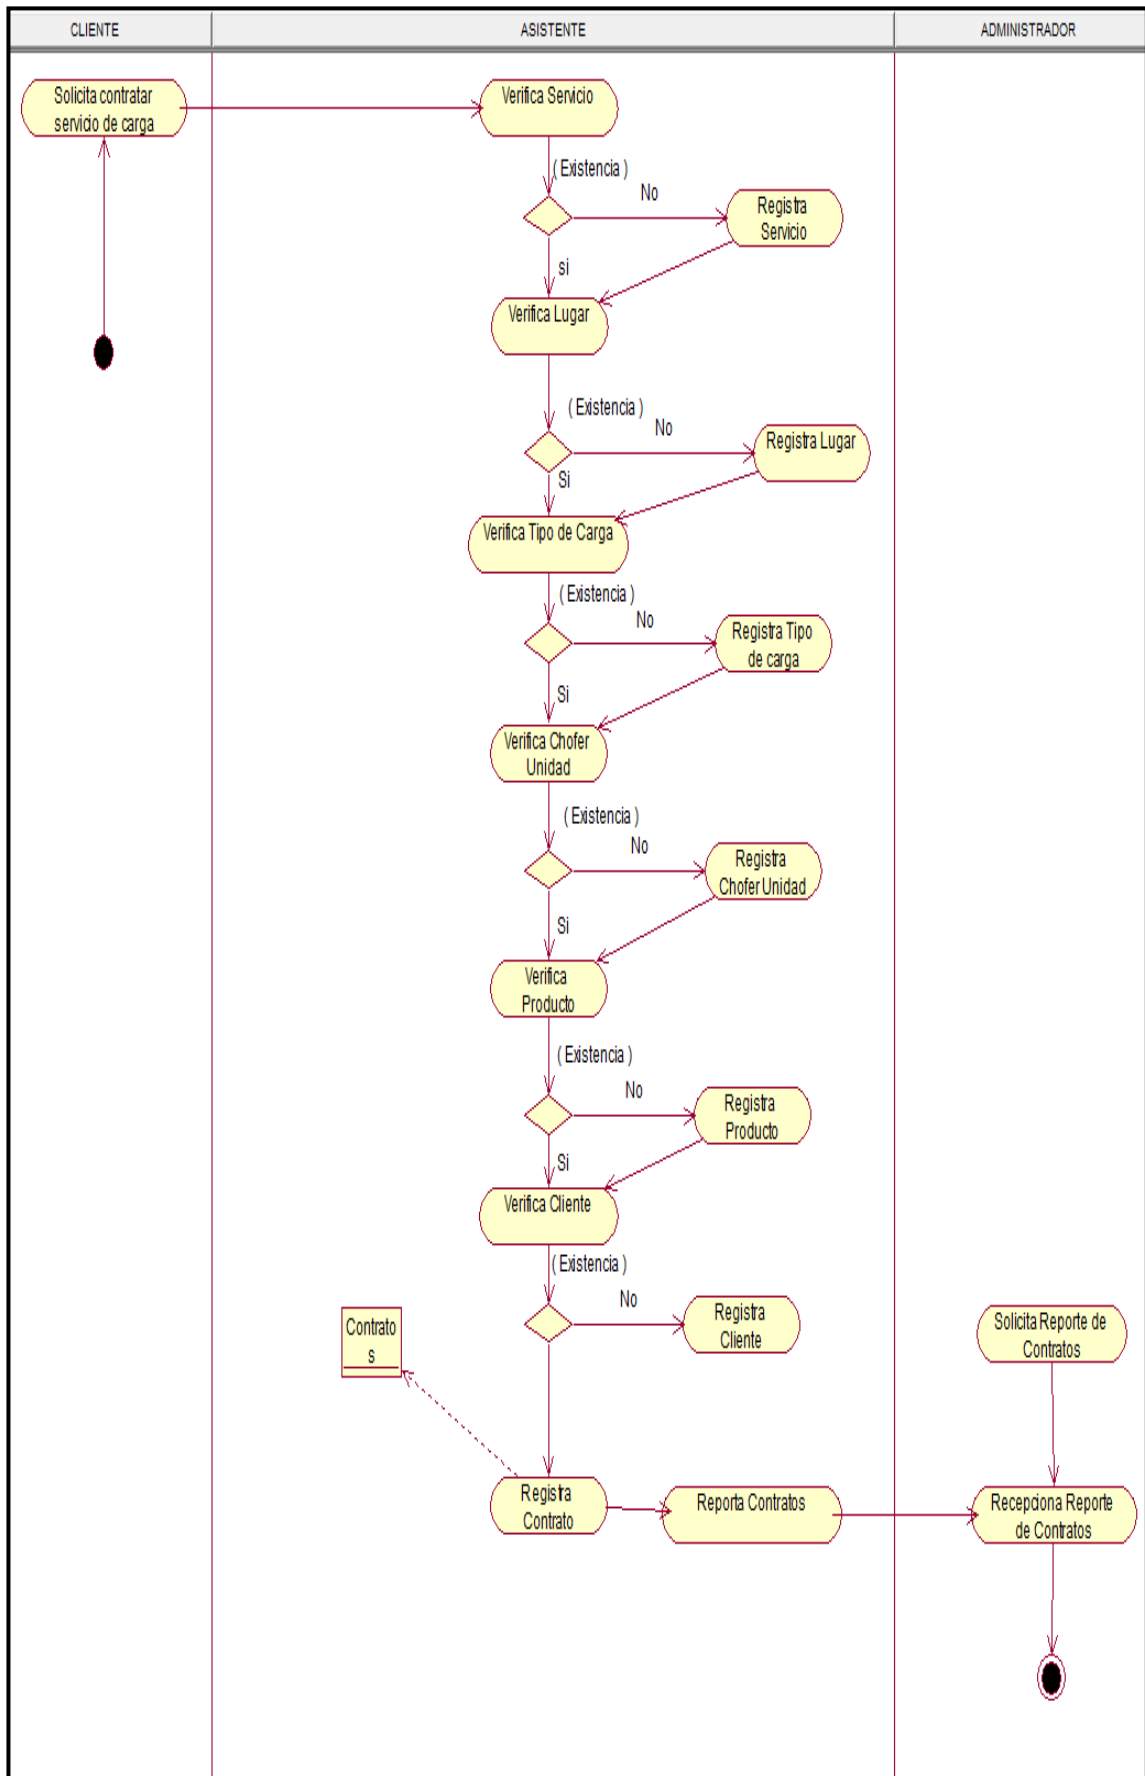 CLIENTE
ASISTENTE
ADMINISTRADOR
Solicita contratar
servicio de carga
Verifica Servicio
( Existencia )
No
Registra
Servicio
si
Verifica Lugar
( Existencia )
No
Registra Lugar
Si
Verifica Tipo de Carga
( Existencia )
No
Registra Tipo
de carga
Si
Verifica Chofer
Unidad
( Existencia )
No
Registra
Chofer Unidad
Si
Verifica
Producto
( Existencia )
No
Registra
Producto
Si
Verifica Cliente
( Existencia )
No
Registra
Cliente
Contrato
s
Solicita Reporte de
Contratos
Registra
Contrato
Reporta Contratos
Recepciona Reporte
de Contratos